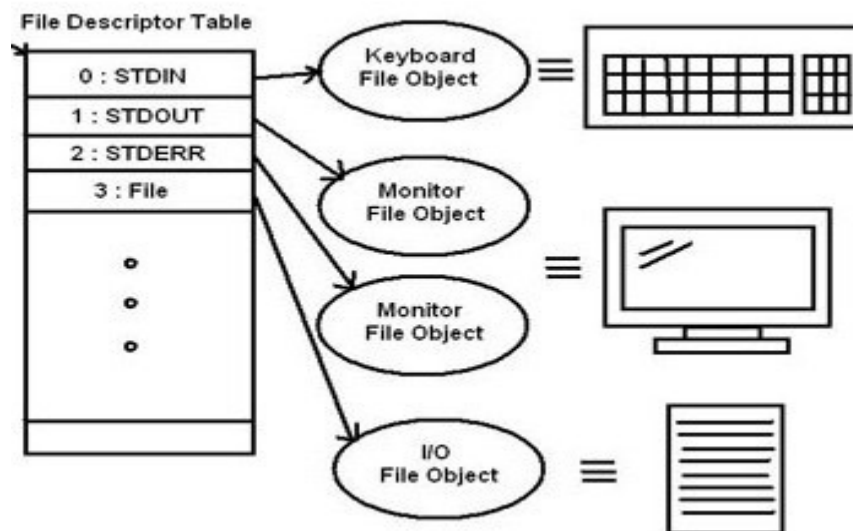 File Descriptor Table
0 : STDIN
1 : STDOUT
2 : STDERR
3 : File
Keyboard
File Object
Monitor
File Object
Monitor
File Object
I/O
File Object